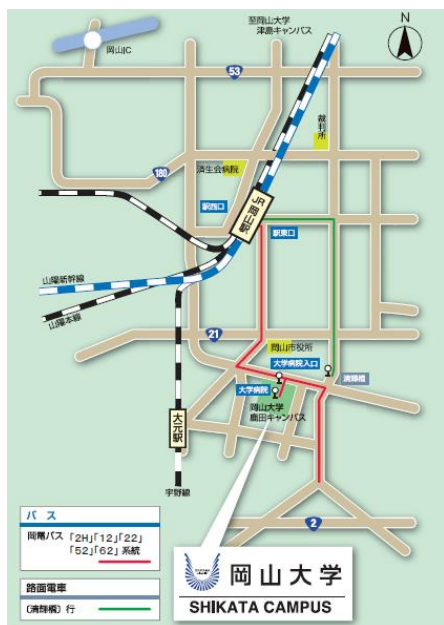 至岡山大学
津島キャンパス
N
岡山IC
53
裁判所
180
済生会病院
駅西口
JR岡山駅
駅東口
山陽新幹線
山陽本線
21
岡山市役所
大学病院入口
清輝橋
大学病院
岡山大学
鹿田キャンパス
大元駅
宇野線
2
バス
岡電バス 「2H」「12」「22」
「52」「62」系統
路面電車
〔清輝橋〕行
岡山大学
SHIKATA CAMPUS